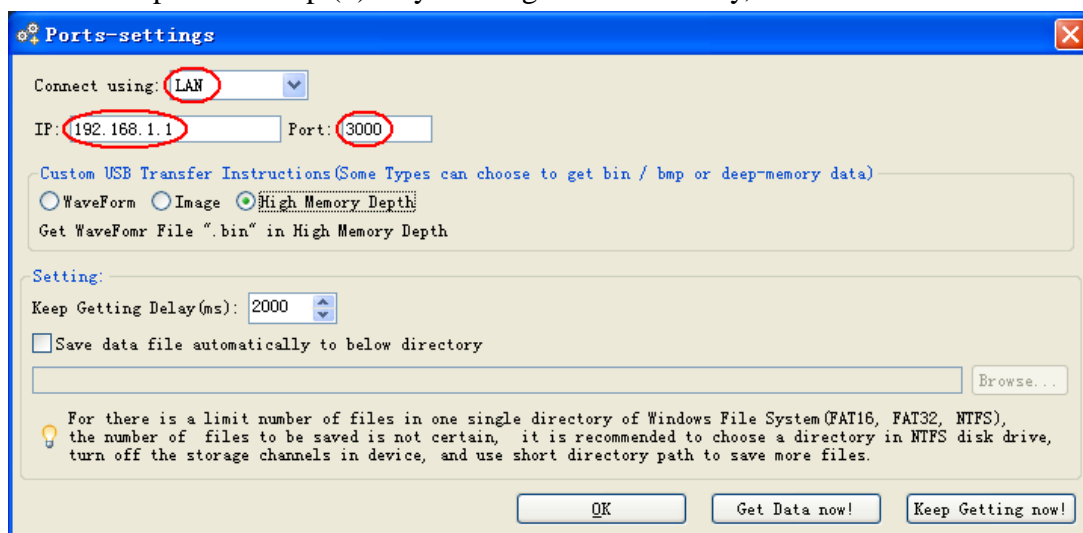 Ports-settings
Connect using: LAN
IP: 192.168.1.1 Port: 3000
Custom USB Transfer Instructions(Some Types can choose to get bin / bmp or deep-memory data)
WaveForm Image High Memory Depth
Get WaveFomr File ".bin" in High Memory Depth
Setting:
Keep Getting Delay(ms): 2000
Save data file automatically to below directory
Browse...
For there is a limit number of files in one single directory of Windows File System(FAT16, FAT32, NTFS),
the number of files to be saved is not certain, it is recommended to choose a directory in NTFS disk drive,
turn off the storage channels in device, and use short directory path to save more files.
OK Get Data now! Keep Getting now!